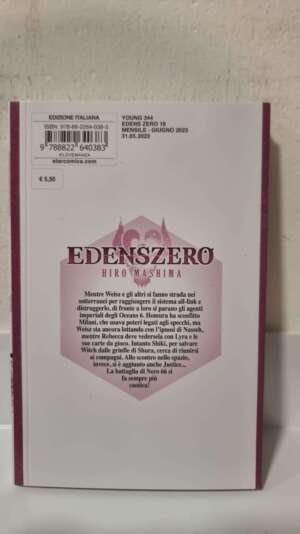 EDIZIONE ITALIANA
ISBN: 978-88-2264-038-3
9 788822 640383
#LOVEMANGA
starcomics.com
YOUNG 344
EDENS ZERO 18
MENSILE - GIUGNO 2023
31.05.2023
€ 5,50
EDENSZERO
HIRO MASHIMA
Mentre Weisz e gli altri si fanno strada nei
sotterranei per raggiungere il sistema all-link e
distruggerlo, di fronte a loro si parano gli agenti
imperiali degli Oceans 6. Homura ha sconfitto
Milani, che usava poteri legati agli specchi, ma
Weisz sta ancora lottando con l'ipnosi di Nasseh,
mentre Rebecca deve vedersela con Lyra e le
sue carte da gioco. Intanto Shiki, per salvare
Witch dalle grinfie di Shura, cerca di riunirsi
ai compagni. Allo scontro nello spazio,
invece, si è aggiunto anche Justice...
La battaglia di Nero 66 si
fa sempre più
caotica!